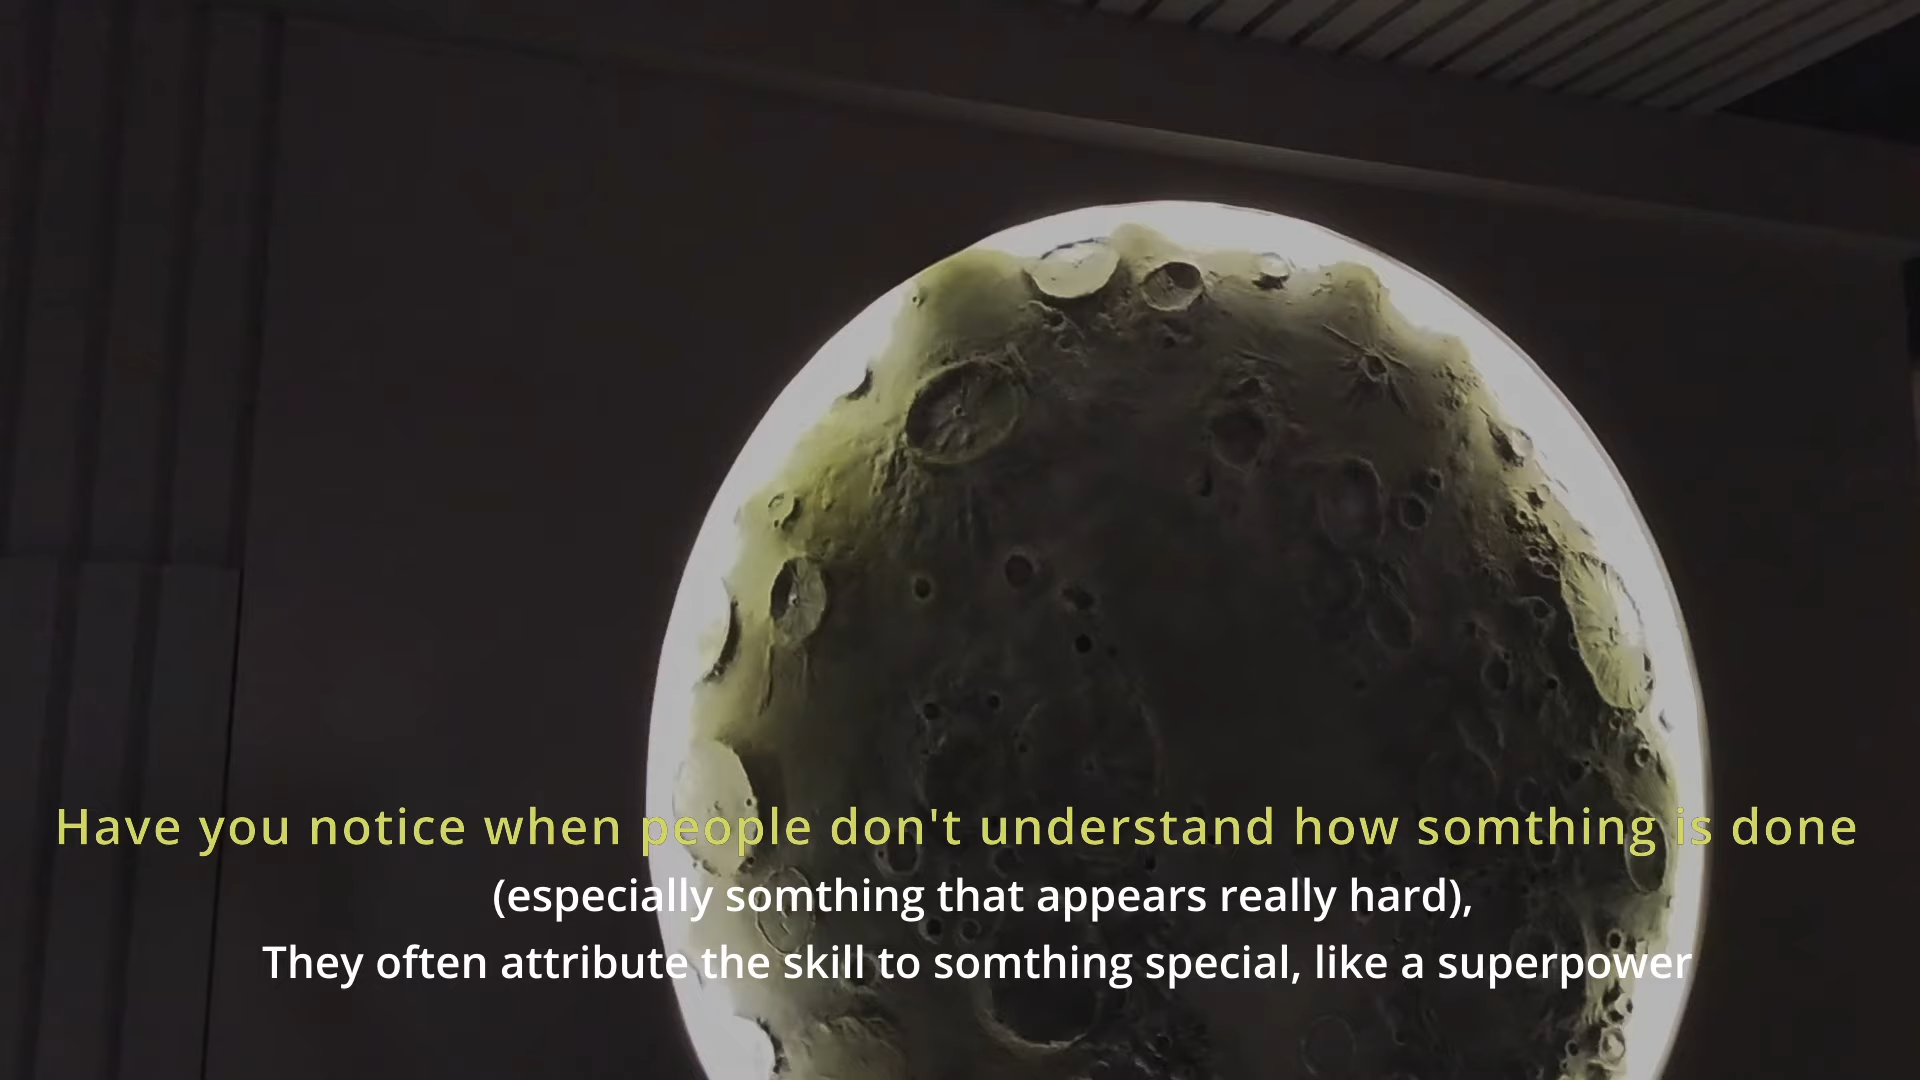 Have you notice when people don't understand how somthing is done
(especially somthing that appears really hard),
They often attribute the skill to somthing special, like a superpower